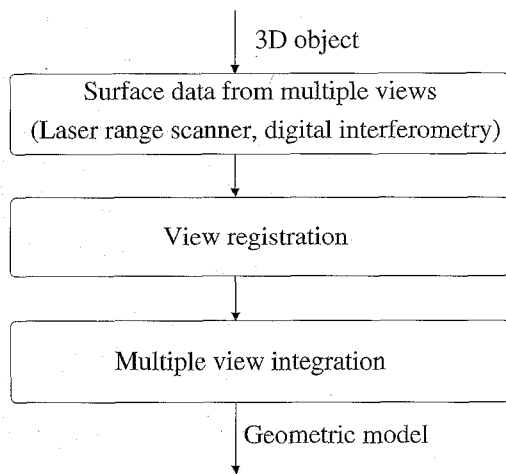 3D object
Surface data from multiple views
(Laser range scanner, digital interferometry)
View registration
Multiple view integration
Geometric model